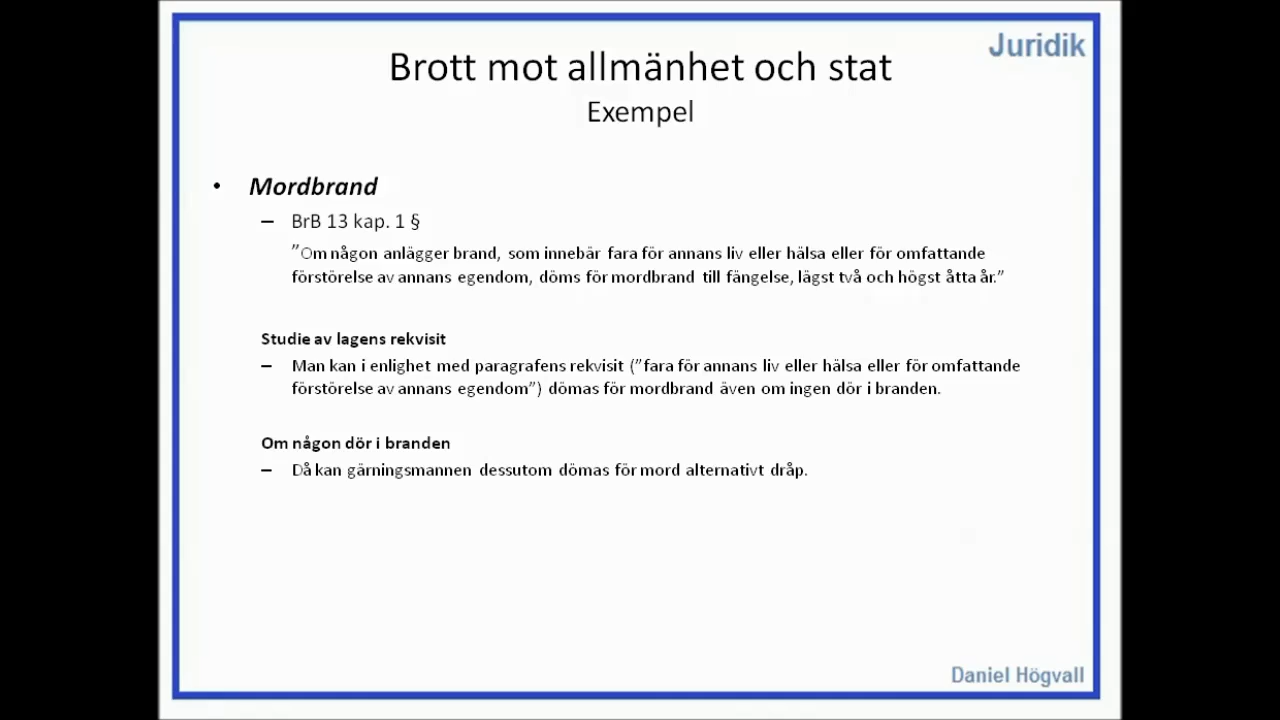 Juridik
Brott mot allmänhet och stat
Exempel
• Mordbrand
– BrB 13 kap. 1 §
”Om någon anlägger brand, som innebär fara för annans liv eller hälsa eller för omfattande
förstörelse av annans egendom, döms för mordbrand till fängelse, lägst två och högst åtta år.”
Studie av lagens rekvisit
– Man kan i enlighet med paragrafens rekvisit (”fara för annans liv eller hälsa eller för omfattande
förstörelse av annans egendom”) dömas för mordbrand även om ingen dör i branden.
Om någon dör i branden
– Då kan gärningsmannen dessutom dömas för mord alternativt dråp.
Daniel Högvall